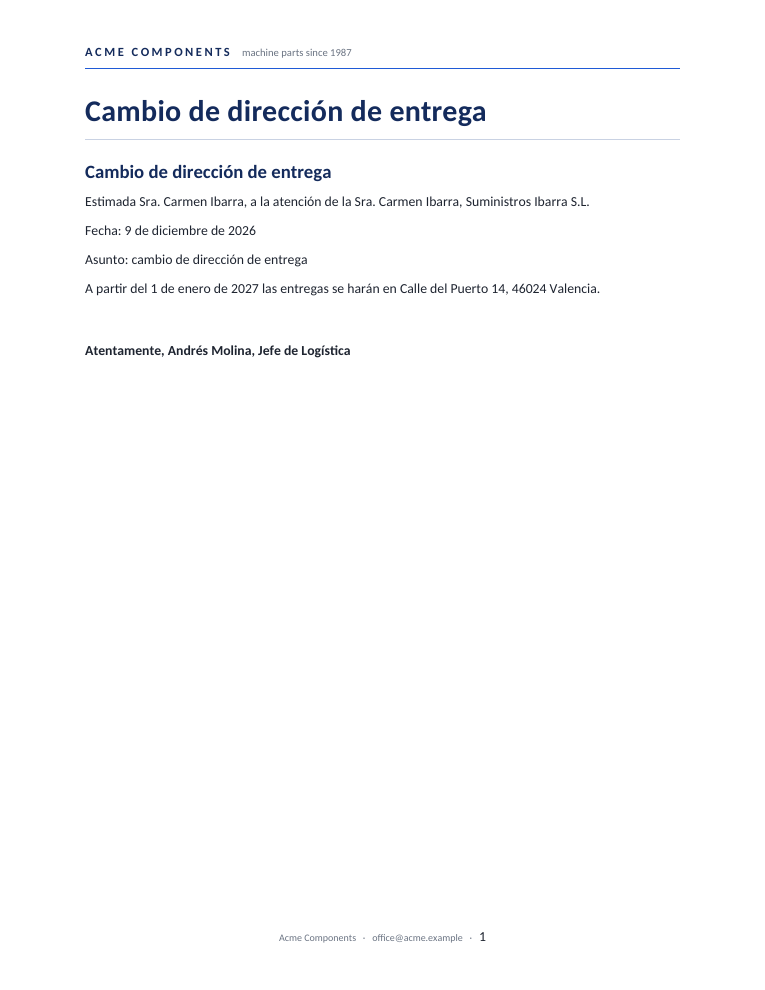 ACME COMPONENTS machine parts since 1987
Cambio de dirección de entrega
Cambio de dirección de entrega
Estimada Sra. Carmen Ibarra, a la atención de la Sra. Carmen Ibarra, Suministros Ibarra S.L.
Fecha: 9 de diciembre de 2026
Asunto: cambio de dirección de entrega
A partir del 1 de enero de 2027 las entregas se harán en Calle del Puerto 14, 46024 Valencia.
Atentamente, Andrés Molina, Jefe de Logística
Acme Components · office@acme.example · 1